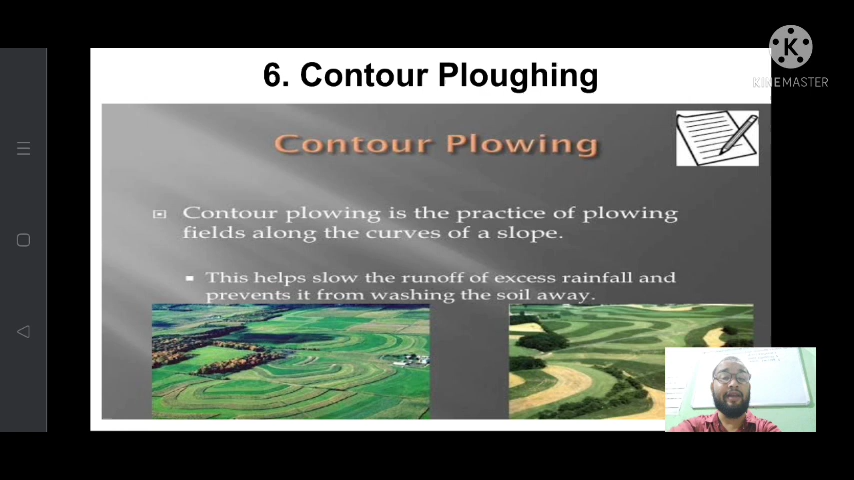 K
KINEMASTER
6. Contour Ploughing
Contour Plowing
Contour plowing is the practice of plowing
fields along the curves of a slope.
This helps slow the runoff of excess rainfall and
prevents it from washing the soil away.